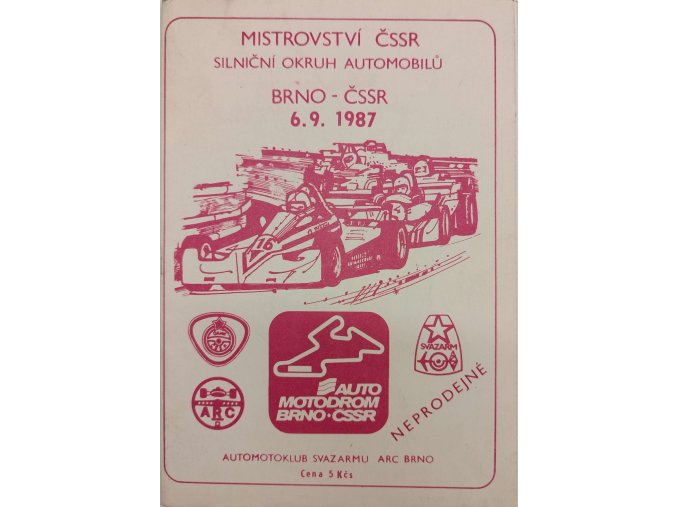 MISTROVSTVÍ ČSSR
SILNIČNÍ OKRUH AUTOMOBILŮ
BRNO - ČSSR
6.9. 1987
16
SVAZARM
ARC
AUTO
MOTODROM
BRNO·ČSSR
NEPRODEJNÉ
AUTOMOTOKLUB SVAZARMU ARC BRNO
Cena 5 Kčs